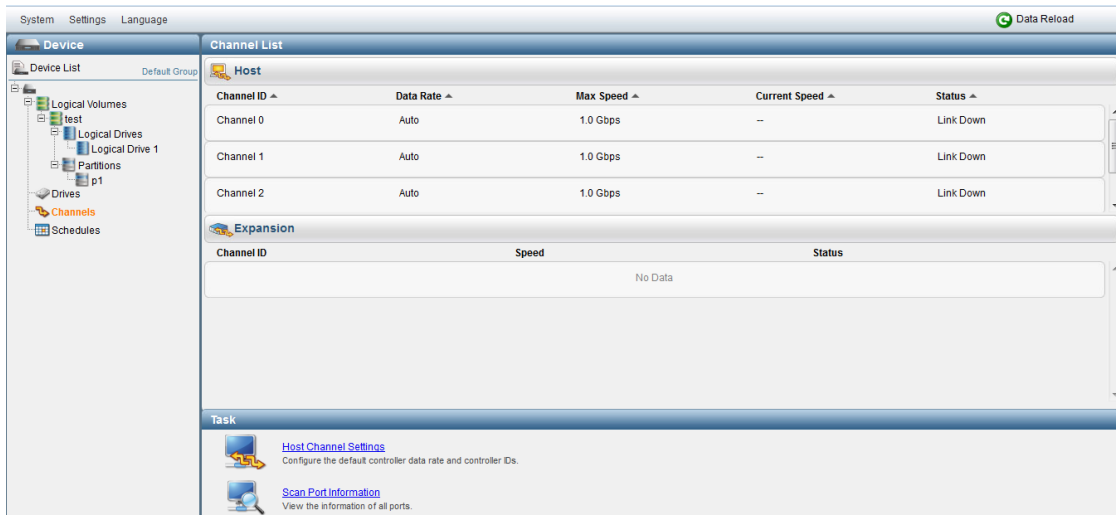 System Settings Language Data Reload
Device
Device List Default Group
Logical Volumes
test
Logical Drives
Logical Drive 1
Partitions
p1
Drives
Channels
Schedules
Channel List
Host
Channel ID Data Rate Max Speed Current Speed Status
Channel 0 Auto 1.0 Gbps -- Link Down
Channel 1 Auto 1.0 Gbps -- Link Down
Channel 2 Auto 1.0 Gbps -- Link Down
Expansion
Channel ID Speed Status
No Data
Task
Host Channel Settings
Configure the default controller data rate and controller IDs.
Scan Port Information
View the information of all ports.